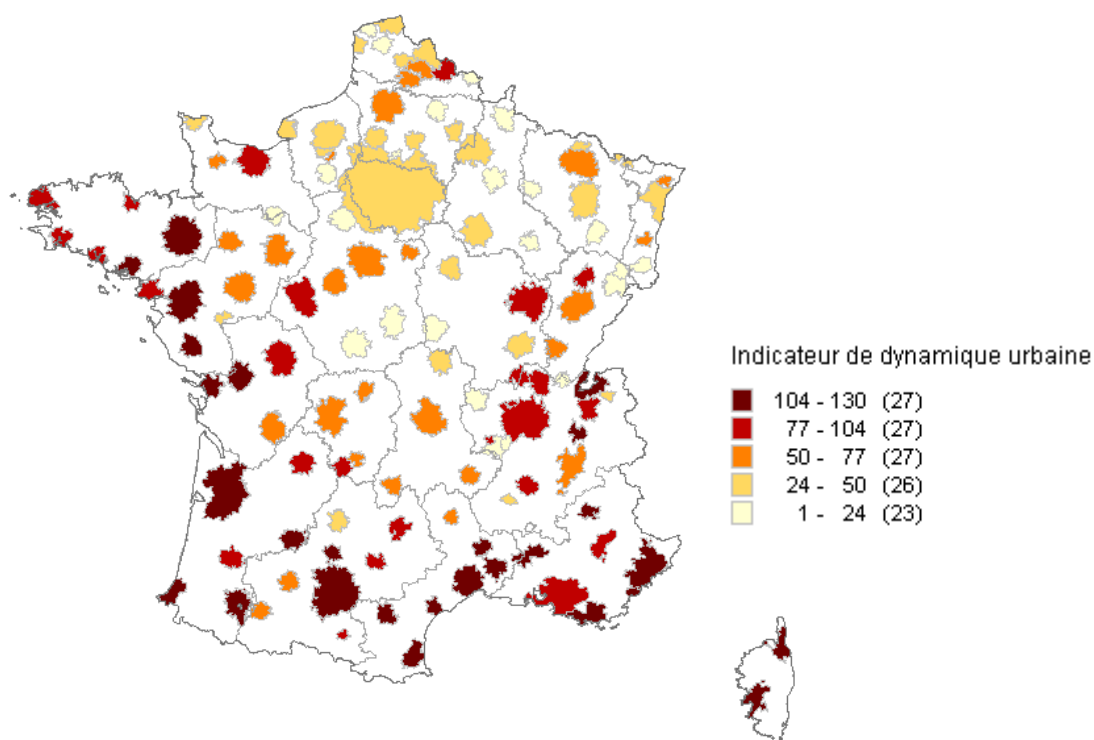 Indicateur de dynamique urbaine
104 - 130 (27)
77 - 104 (27)
50 - 77 (27)
24 - 50 (26)
1 - 24 (23)